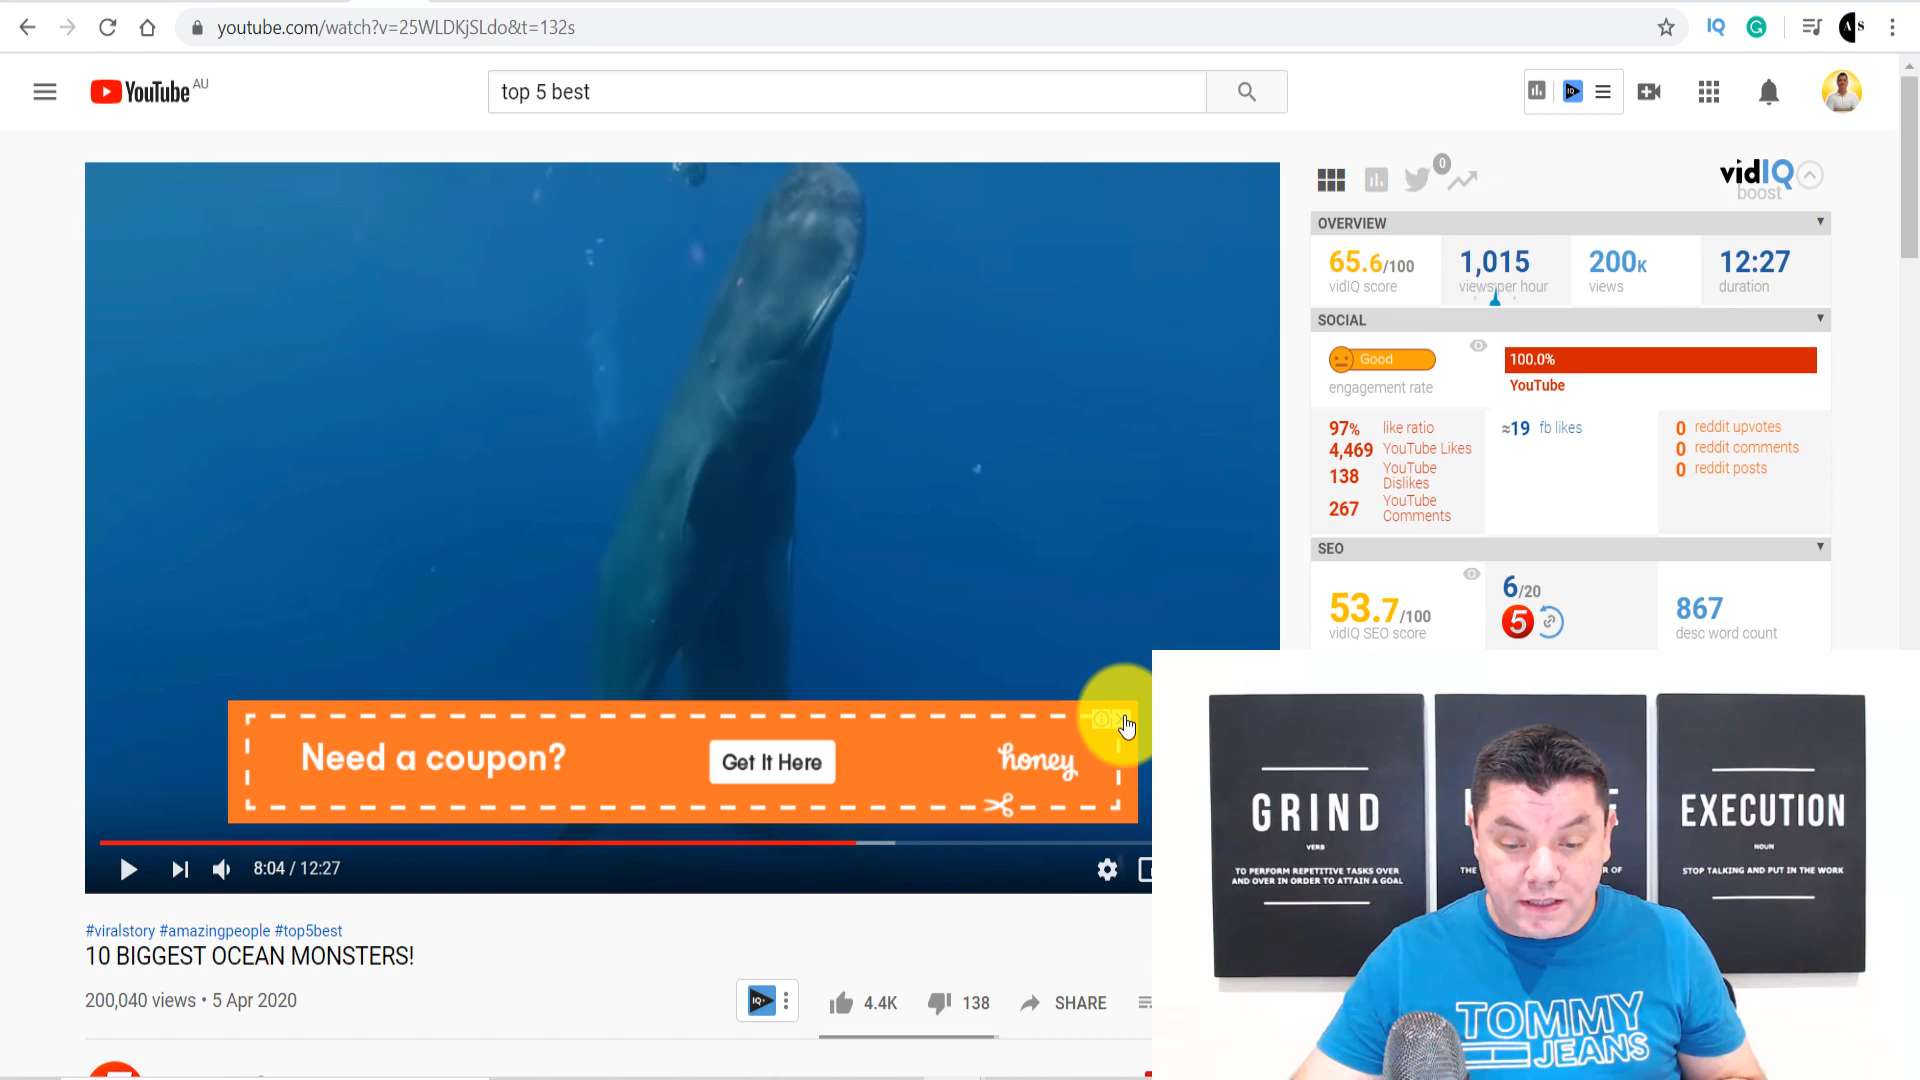 youtube.com/watch?v=25WLDKjSLdo&t=132s
IQ
A S
YouTube AU
top 5 best
IQ
0
vidIQ
boost
OVERVIEW
65.6/100
vidIQ score
1,015
views per hour
200K
views
12:27
duration
SOCIAL
Good
engagement rate
100.0%
YouTube
97% like ratio
4,469 YouTube Likes
138 YouTube Dislikes
267 YouTube Comments
≈19 fb likes
0 reddit upvotes
0 reddit comments
0 reddit posts
SEO
53.7/100
vidIQ SEO score
6/20
5
867
desc word count
Need a coupon?
Get It Here
honey
8:04 / 12:27
#viralstory #amazingpeople #top5best
10 BIGGEST OCEAN MONSTERS!
200,040 views • 5 Apr 2020
IQ
4.4K
138
SHARE
GRIND
VERB
TO PERFORM REPETITIVE TASKS OVER
AND OVER IN ORDER TO ATTAIN A GOAL
EXECUTION
NOUN
STOP TALKING AND PUT IN THE WORK
TOMMY
JEANS